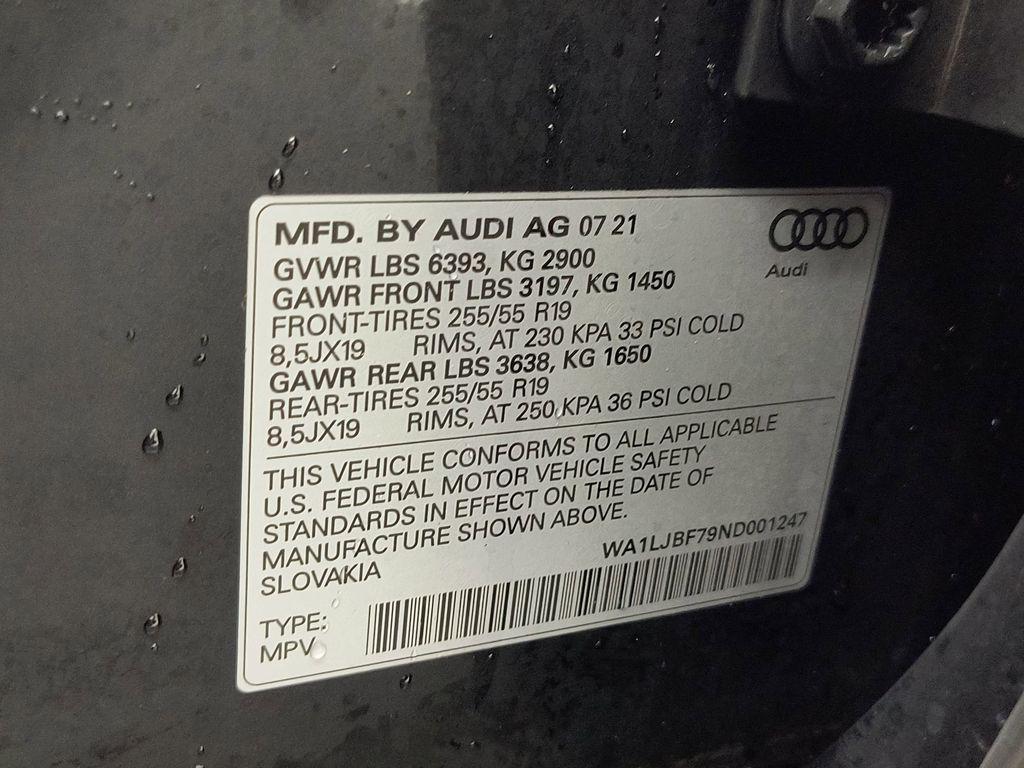 MFD. BY AUDI AG 07 21
Audi
GVWR LBS 6393, KG 2900
GAWR FRONT LBS 3197, KG 1450
FRONT-TIRES 255/55 R19
8,5JX19 RIMS, AT 230 KPA 33 PSI COLD
GAWR REAR LBS 3638, KG 1650
REAR-TIRES 255/55 R19
8,5JX19 RIMS, AT 250 KPA 36 PSI COLD
THIS VEHICLE CONFORMS TO ALL APPLICABLE
U.S. FEDERAL MOTOR VEHICLE SAFETY
STANDARDS IN EFFECT ON THE DATE OF
MANUFACTURE SHOWN ABOVE.
SLOVAKIA
WA1LJBF79ND001247
TYPE:
MPV